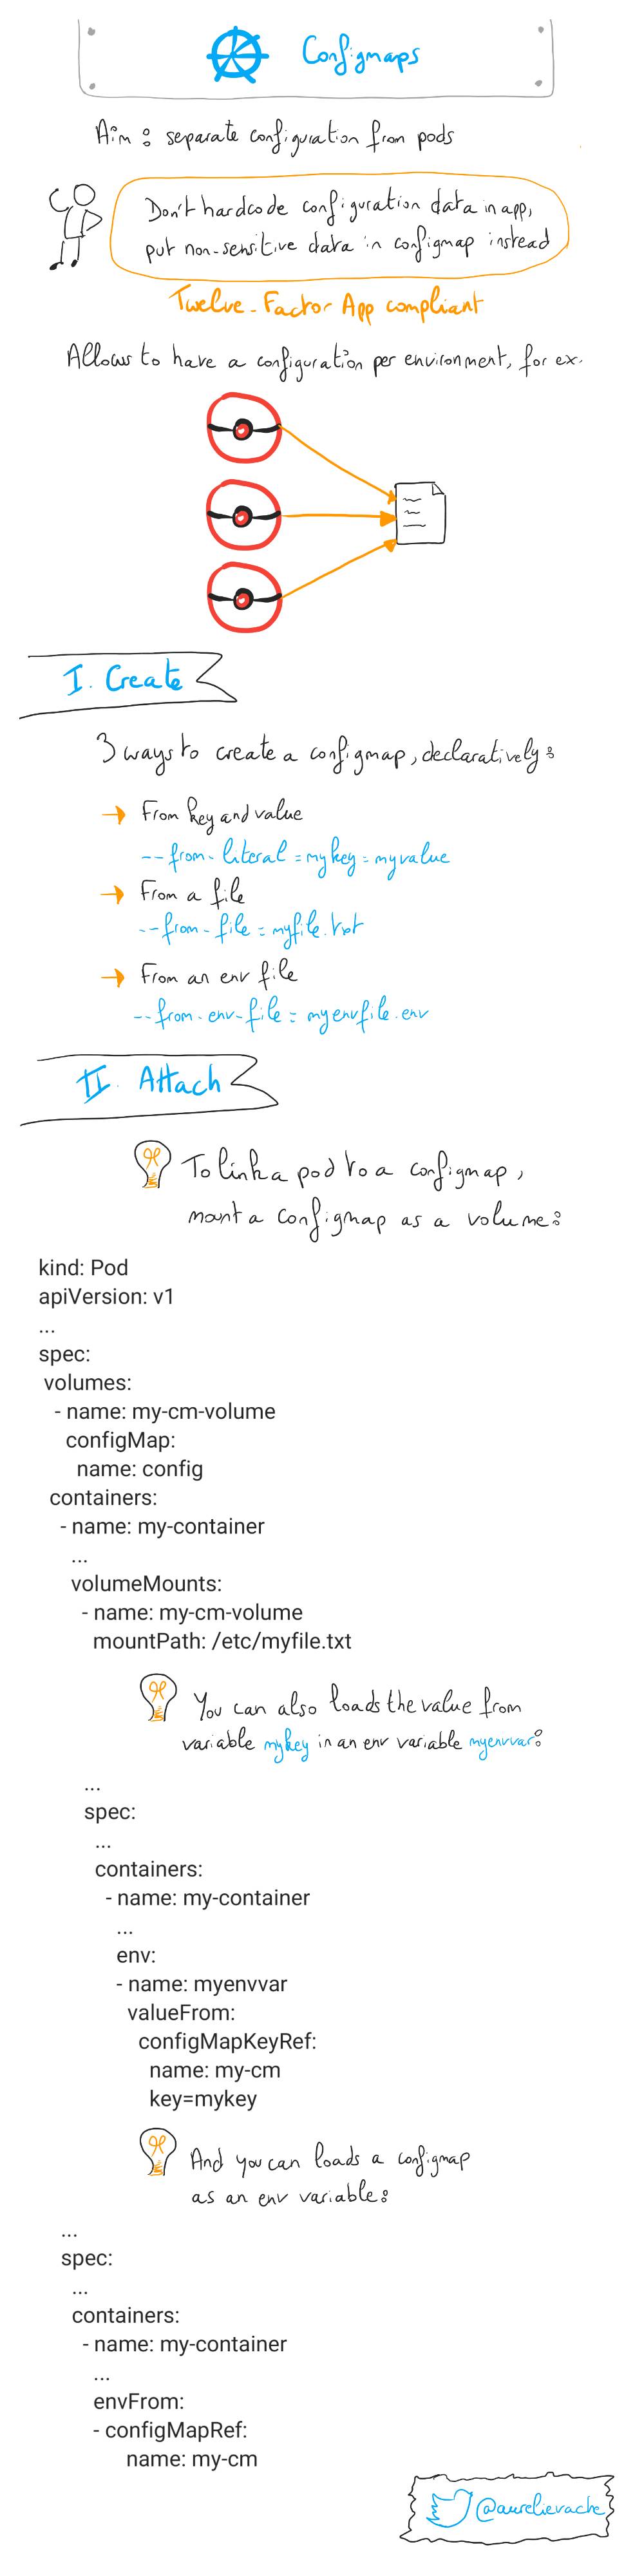 Configmaps
Aim : separate configuration from pods
Don't hardcode configuration data in app,
put non-sensitive data in configmap instead
Twelve-Factor App compliant
Allows to have a configuration per environment, for ex.
I. Create
3 ways to create a configmap, declaratively :
→ From key and value
--from-literal=mykey=myvalue
→ From a file
--from-file=myfile.txt
→ From an env file
--from-env-file=myenvfile.env
II. Attach
To link a pod to a configmap,
mount a configmap as a volume :
kind: Pod
apiVersion: v1
...
spec:
volumes:
- name: my-cm-volume
configMap:
name: config
containers:
- name: my-container
...
volumeMounts:
- name: my-cm-volume
mountPath: /etc/myfile.txt
You can also loads the value from
variable mykey in an env variable myenvvar :
...
spec:
...
containers:
- name: my-container
...
env:
- name: myenvvar
valueFrom:
configMapKeyRef:
name: my-cm
key=mykey
And you can loads a configmap
as an env variable :
...
spec:
...
containers:
- name: my-container
...
envFrom:
- configMapRef:
name: my-cm
@aurelievache